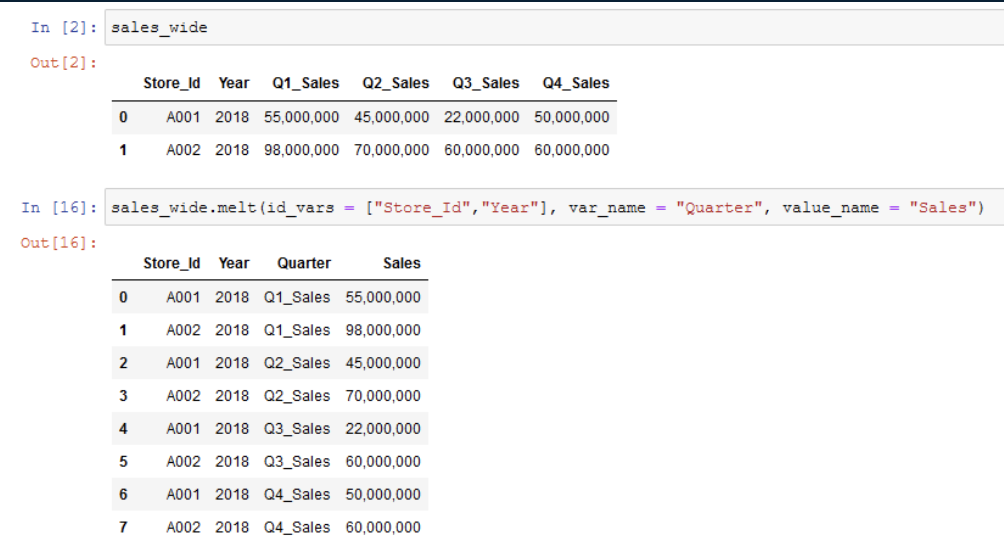 In [2]: sales_wide
Out[2]:
Store_Id Year Q1_Sales Q2_Sales Q3_Sales Q4_Sales
0 A001 2018 55,000,000 45,000,000 22,000,000 50,000,000
1 A002 2018 98,000,000 70,000,000 60,000,000 60,000,000
In [16]: sales_wide.melt(id_vars = ["Store_Id","Year"], var_name = "Quarter", value_name = "Sales")
Out[16]:
Store_Id Year Quarter Sales
0 A001 2018 Q1_Sales 55,000,000
1 A002 2018 Q1_Sales 98,000,000
2 A001 2018 Q2_Sales 45,000,000
3 A002 2018 Q2_Sales 70,000,000
4 A001 2018 Q3_Sales 22,000,000
5 A002 2018 Q3_Sales 60,000,000
6 A001 2018 Q4_Sales 50,000,000
7 A002 2018 Q4_Sales 60,000,000